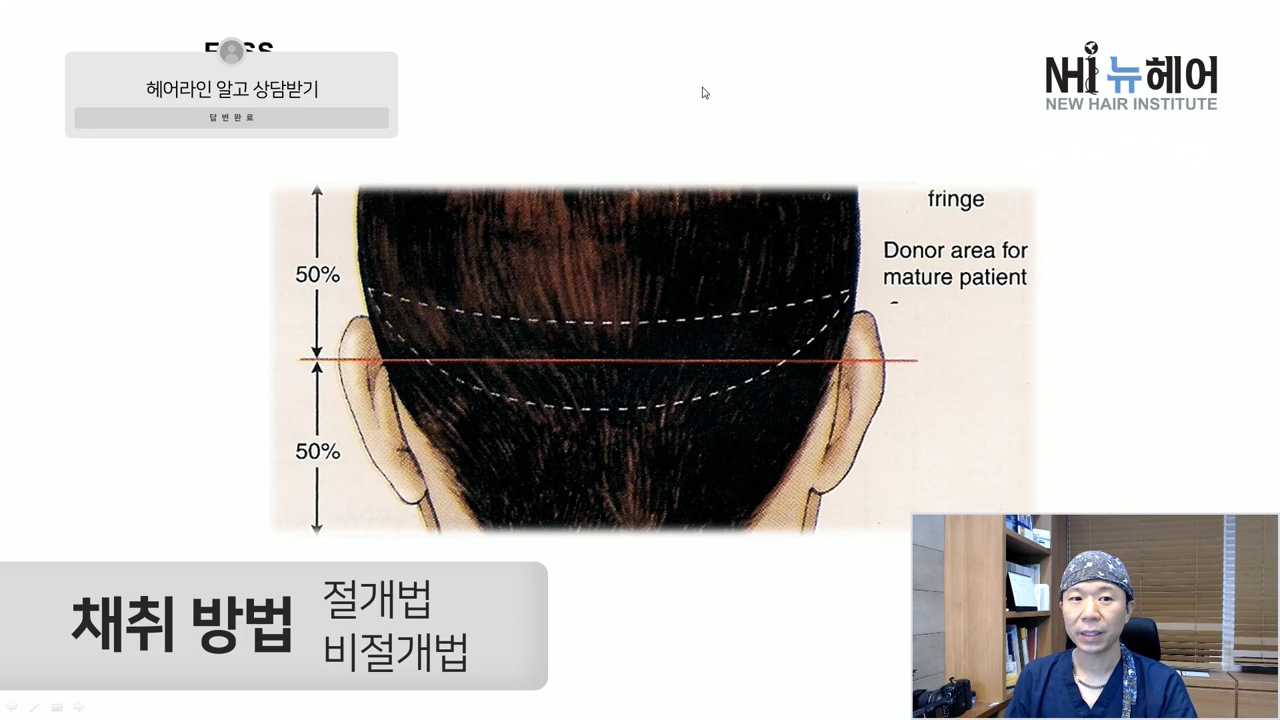 헤어라인 알고 상담받기
답변완료
NHI 뉴헤어
NEW HAIR INSTITUTE
fringe
Donor area for
mature patient
50%
50%
채취 방법
절개법
비절개법